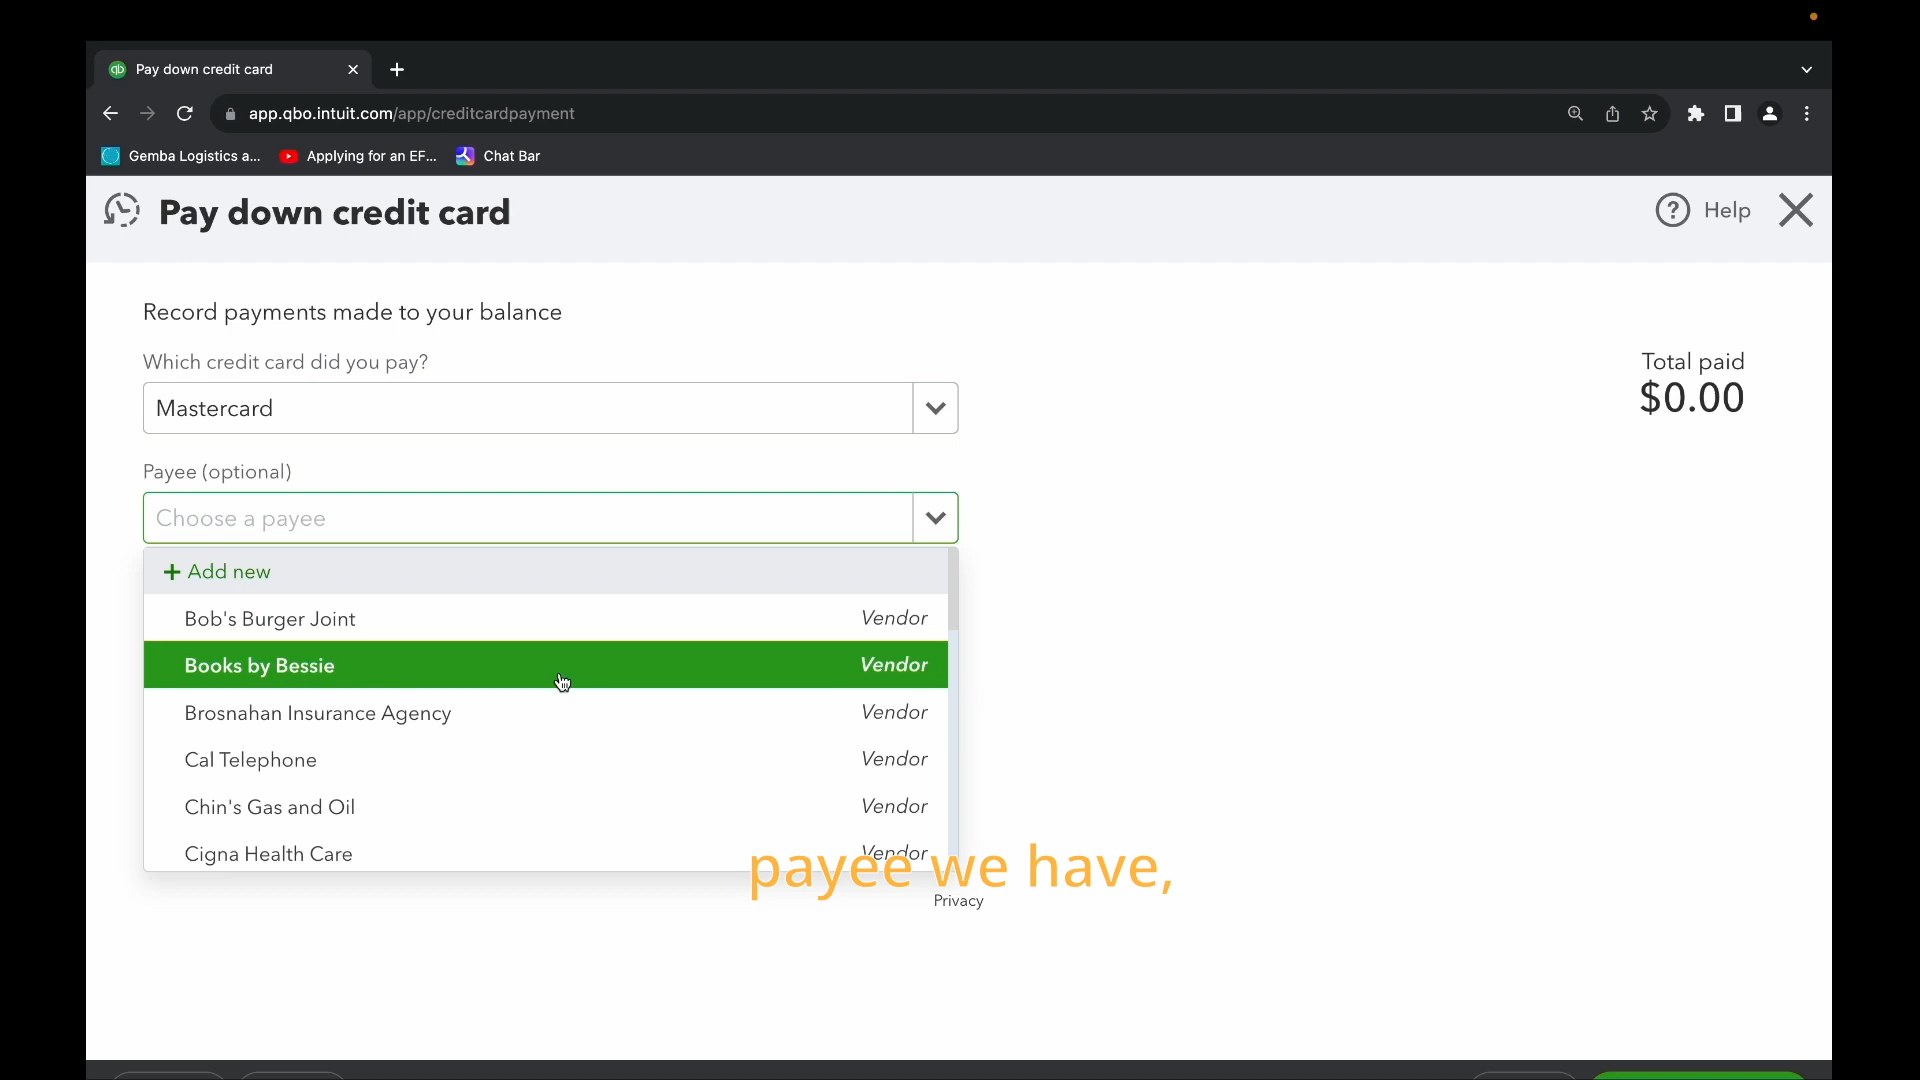 Pay down credit card
app.qbo.intuit.com/app/creditcardpayment
Gemba Logistics a... Applying for an EF... Chat Bar
Pay down credit card
Help
Record payments made to your balance
Which credit card did you pay?
Total paid
Mastercard
$0.00
Payee (optional)
Choose a payee
+ Add new
Bob's Burger Joint Vendor
Books by Bessie Vendor
Brosnahan Insurance Agency Vendor
Cal Telephone Vendor
Chin's Gas and Oil Vendor
Cigna Health Care Vendor
payee we have,
Privacy